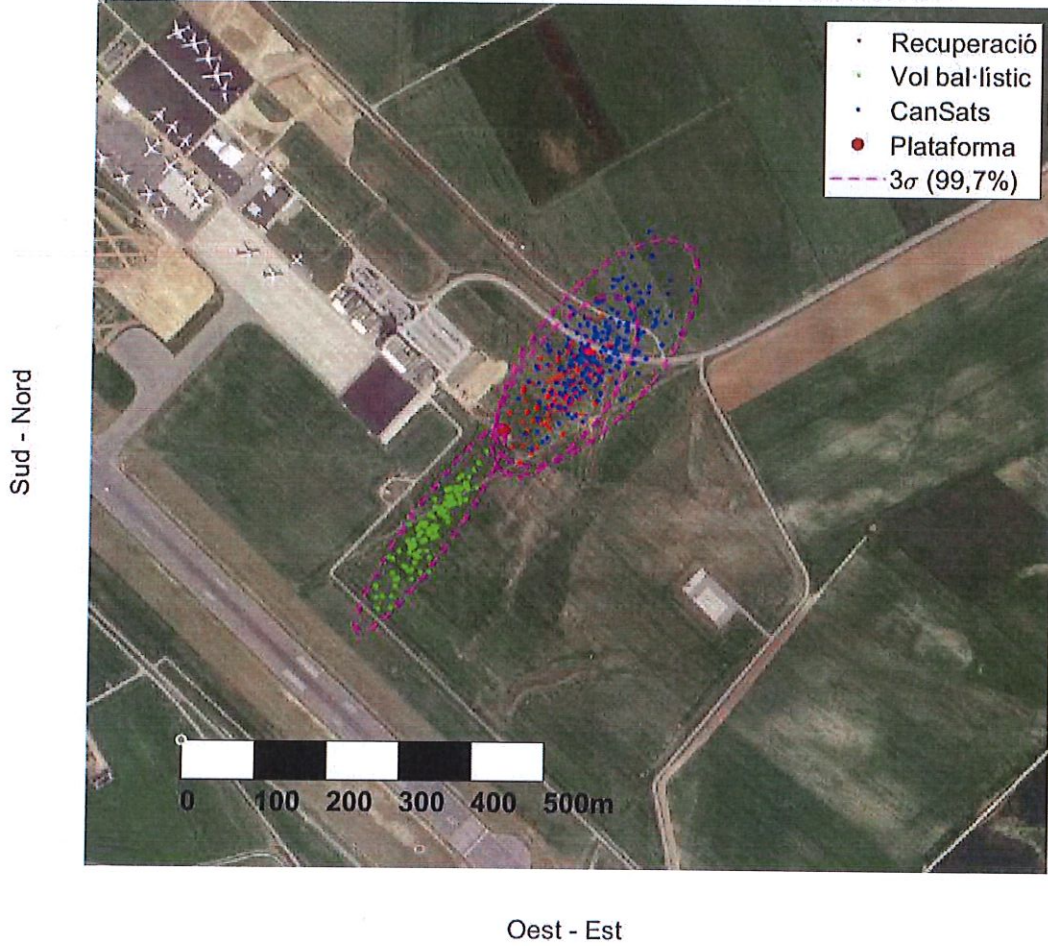 Recuperació
Vol bal·lístic
CanSats
Plataforma
3σ (99,7%)
Sud - Nord
0 100 200 300 400 500m
Oest - Est